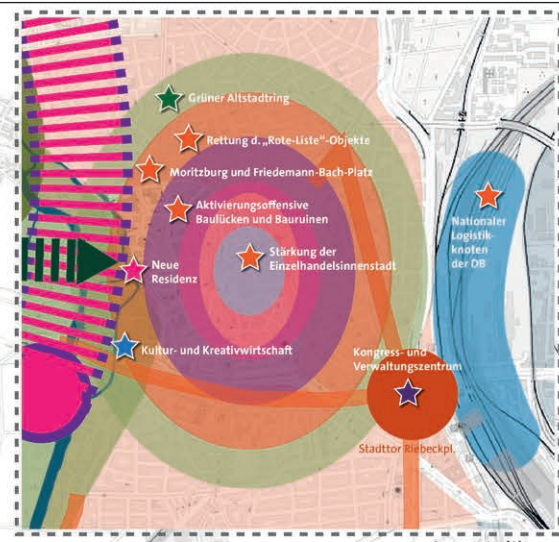 Grüner Altstadtring
Rettung d. „Rote-Liste“-Objekte
Moritzburg und Friedemann-Bach-Platz
Aktivierungsoffensive
Baulücken und Bauruinen
Nationaler
Logistik-
knoten
der DB
Stärkung der
Einzelhandelsinnenstadt
Neue
Residenz
Kultur- und Kreativwirtschaft
Kongress- und
Verwaltungszentrum
Stadttor Riebeckpl.